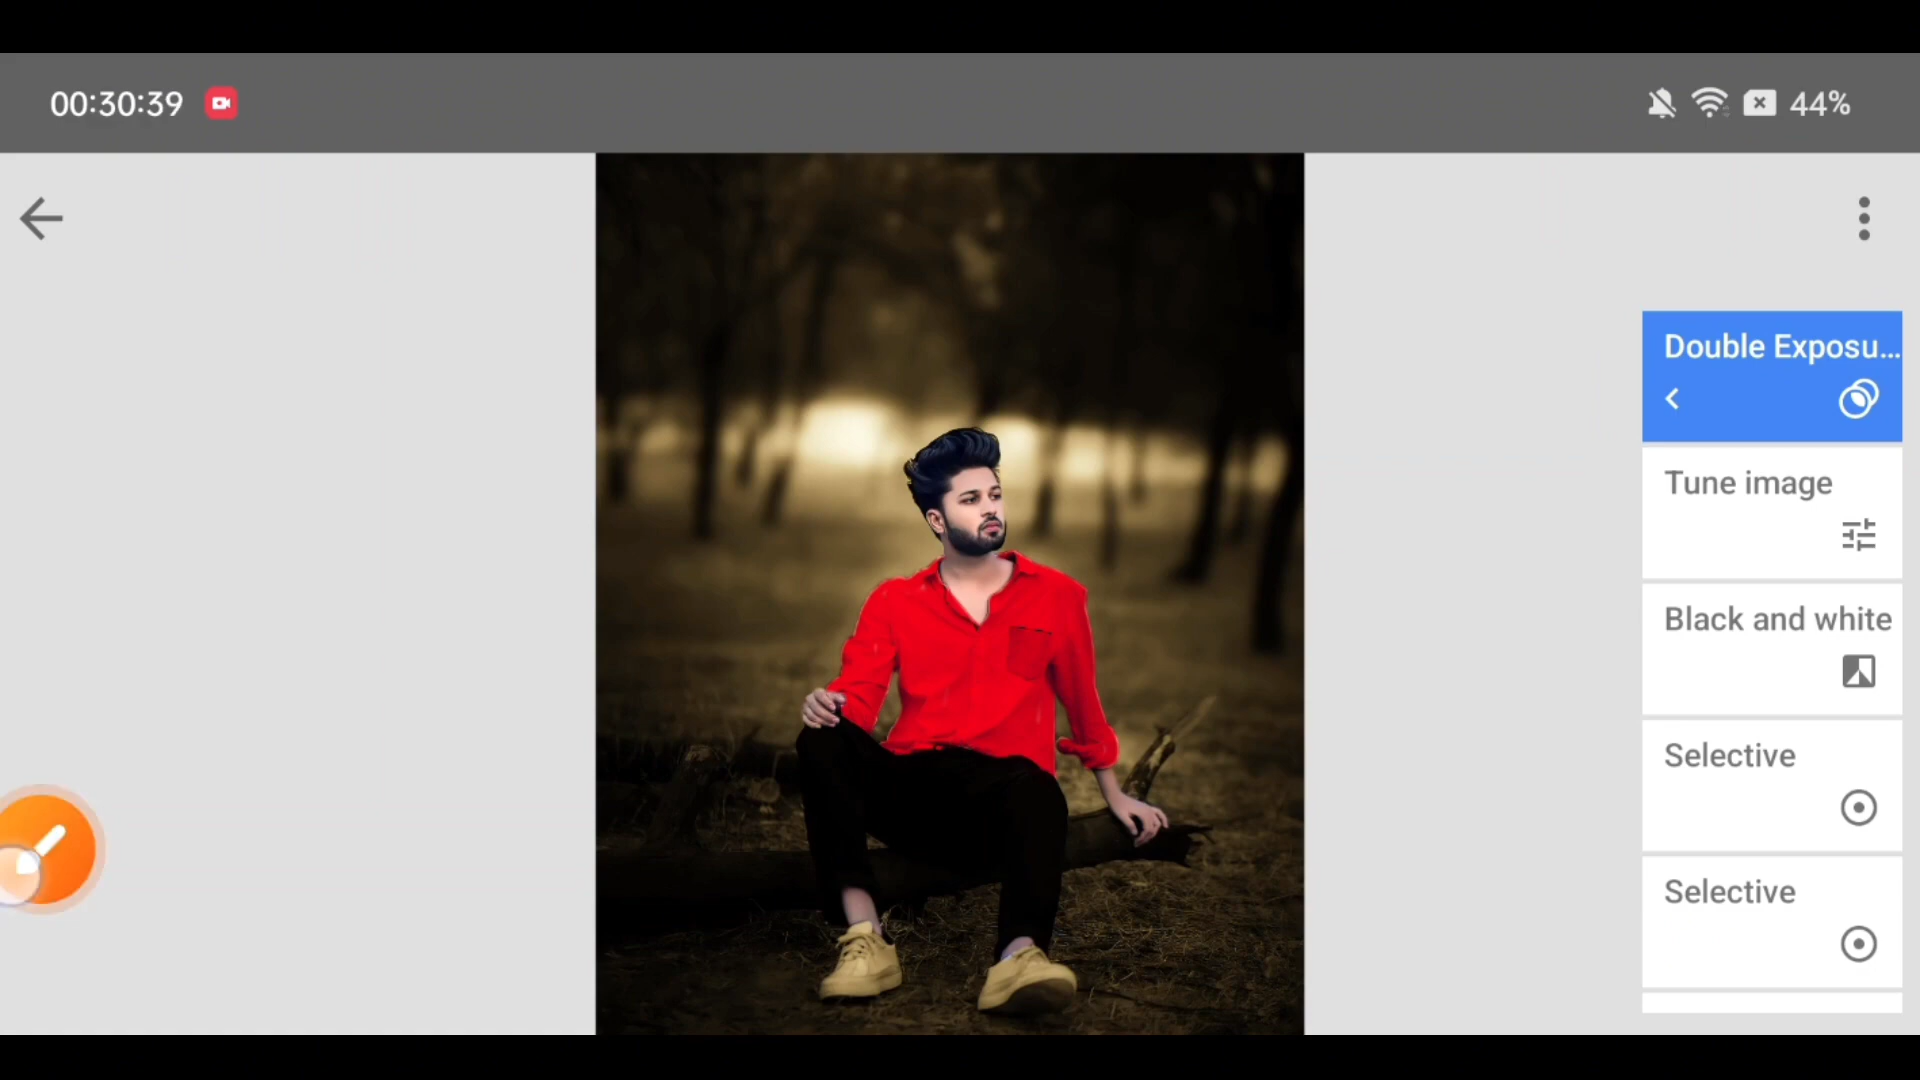 00:30:39
44%
Double Exposu...
Tune image
Black and white
Selective
Selective